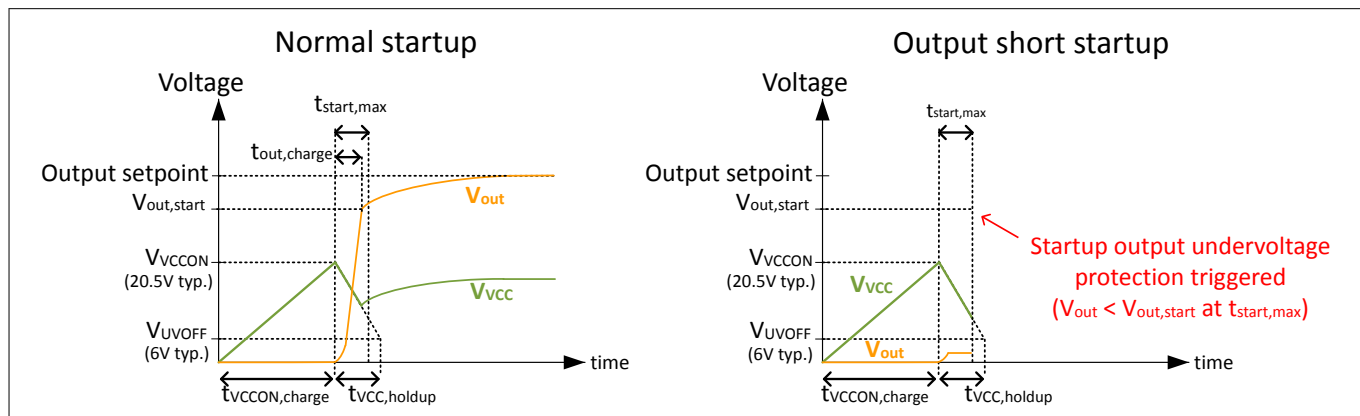 Normal startup
Voltage
tstart,max
tout,charge
Output setpoint
Vout,start
Vout
VVCCON
(20.5V typ.)
VVCC
VUVOFF
(6V typ.)
time
tVCCON,charge
tVCC,holdup
Output short startup
Voltage
tstart,max
Output setpoint
Vout,start
Startup output undervoltage
protection triggered
(Vout < Vout,start at tstart,max)
VVCCON
(20.5V typ.)
VVCC
VUVOFF
(6V typ.)
Vout
time
tVCCON,charge
tVCC,holdup